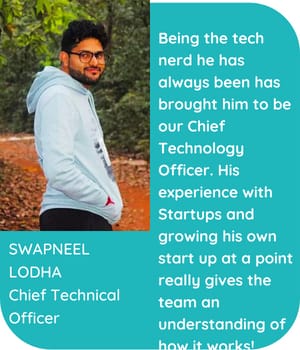 Being the tech
nerd he has
always been has
brought him to be
our Chief
Technology
Officer. His
experience with
Startups and
growing his own
start up at a point
really gives the
team an
understanding of
how it works!
SWAPNEEL
LODHA
Chief Technical
Officer